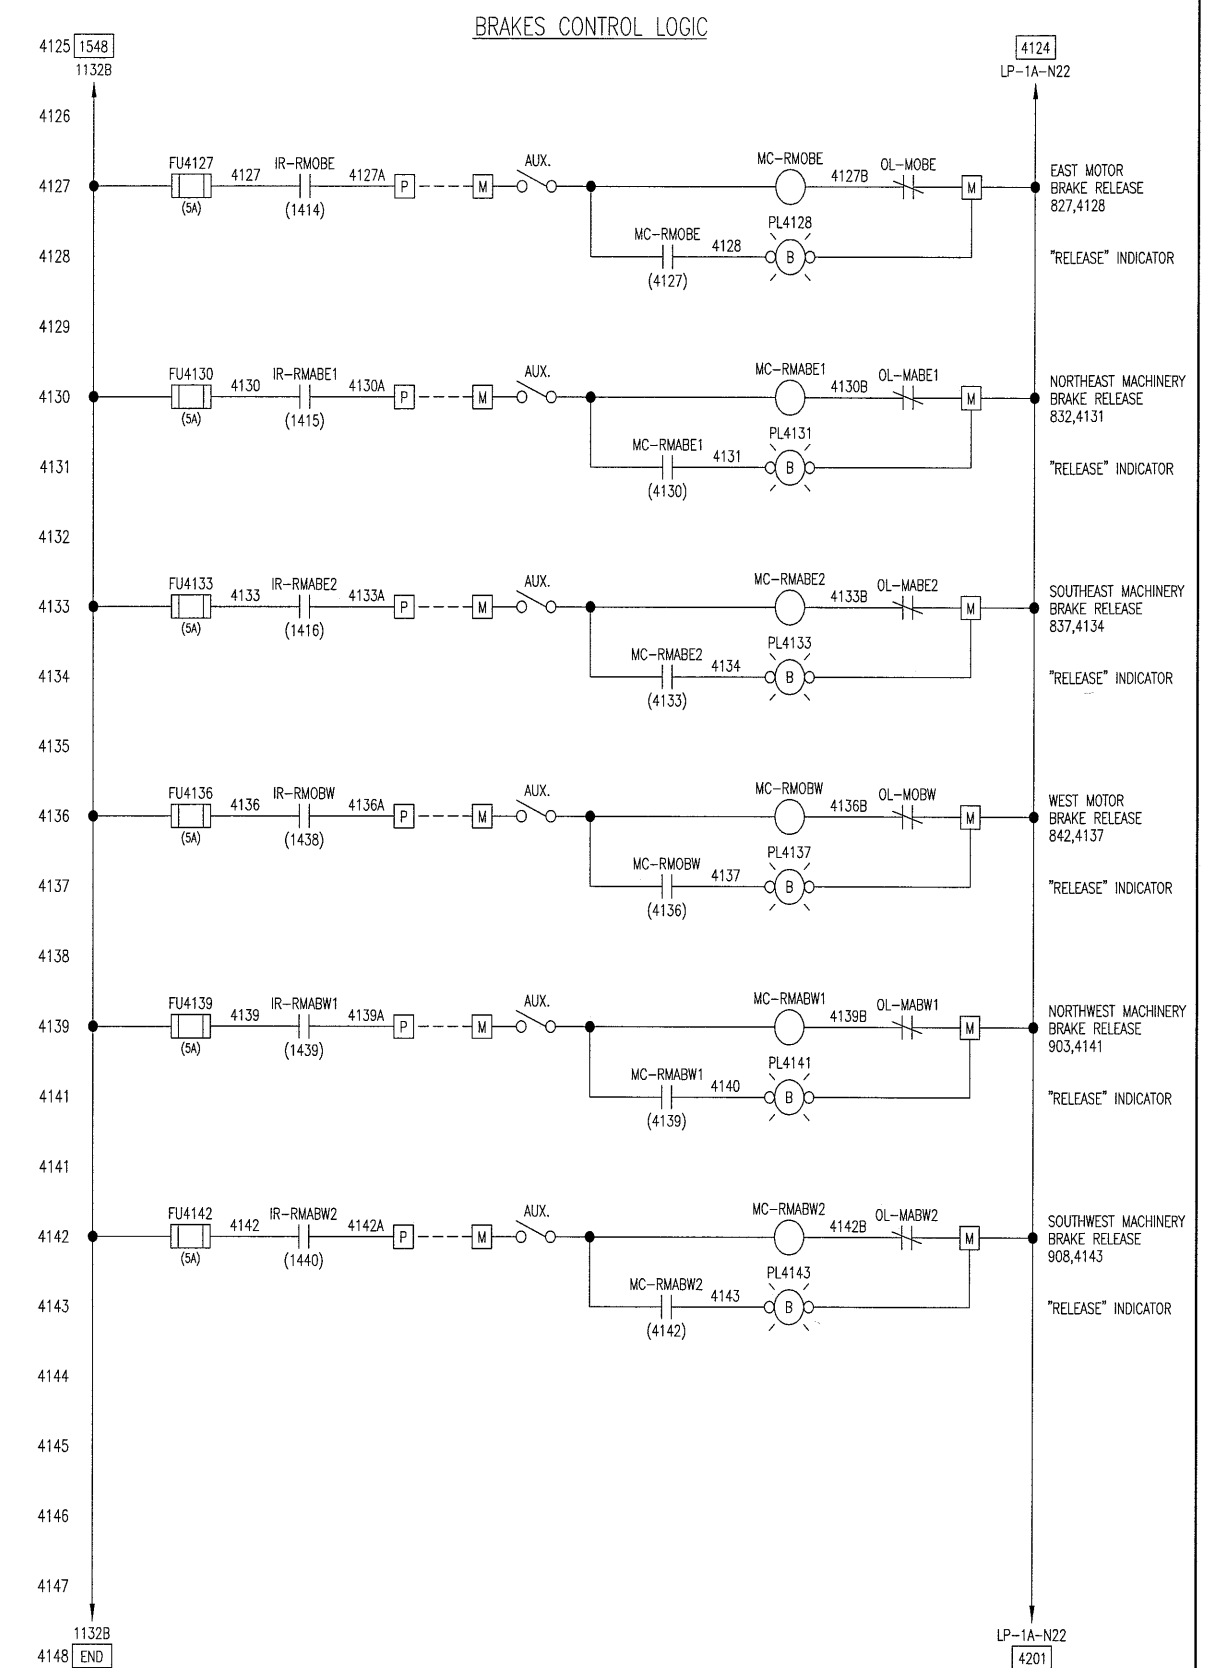 BRAKES CONTROL LOGIC
4125 1548
1132B
4124
LP-1A-N22
4126
FU4127 4127 IR-RMOBE 4127A AUX. MC-RMOBE 4127B OL-MOBE
4127 P M M
(5A) (1414)
EAST MOTOR
BRAKE RELEASE
827,4128
MC-RMOBE 4128 PL4128
4128 B "RELEASE" INDICATOR
(4127)
4129
FU4130 4130 IR-RMABE1 4130A AUX. MC-RMABE1 4130B OL-MABE1
4130 P M M
(5A) (1415)
NORTHEAST MACHINERY
BRAKE RELEASE
832,4131
MC-RMABE1 4131 PL4131
4131 B "RELEASE" INDICATOR
(4130)
4132
FU4133 4133 IR-RMABE2 4133A AUX. MC-RMABE2 4133B OL-MABE2
4133 P M M
(5A) (1416)
SOUTHEAST MACHINERY
BRAKE RELEASE
837,4134
MC-RMABE2 4134 PL4133
4134 B "RELEASE" INDICATOR
(4133)
4135
FU4136 4136 IR-RMOBW 4136A AUX. MC-RMOBW 4136B OL-MOBW
4136 P M M
(5A) (1438)
WEST MOTOR
BRAKE RELEASE
842,4137
MC-RMOBW 4137 PL4137
4137 B "RELEASE" INDICATOR
(4136)
4138
FU4139 4139 IR-RMABW1 4139A AUX. MC-RMABW1 4139B OL-MABW1
4139 P M M
(5A) (1439)
NORTHWEST MACHINERY
BRAKE RELEASE
903,4141
MC-RMABW1 4140 PL4141
4141 B "RELEASE" INDICATOR
(4139)
4141
FU4142 4142 IR-RMABW2 4142A AUX. MC-RMABW2 4142B OL-MABW2
4142 P M M
(5A) (1440)
SOUTHWEST MACHINERY
BRAKE RELEASE
908,4143
MC-RMABW2 4143 PL4143
4143 B "RELEASE" INDICATOR
(4142)
4144
4145
4146
4147
1132B
4148 END
LP-1A-N22
4201